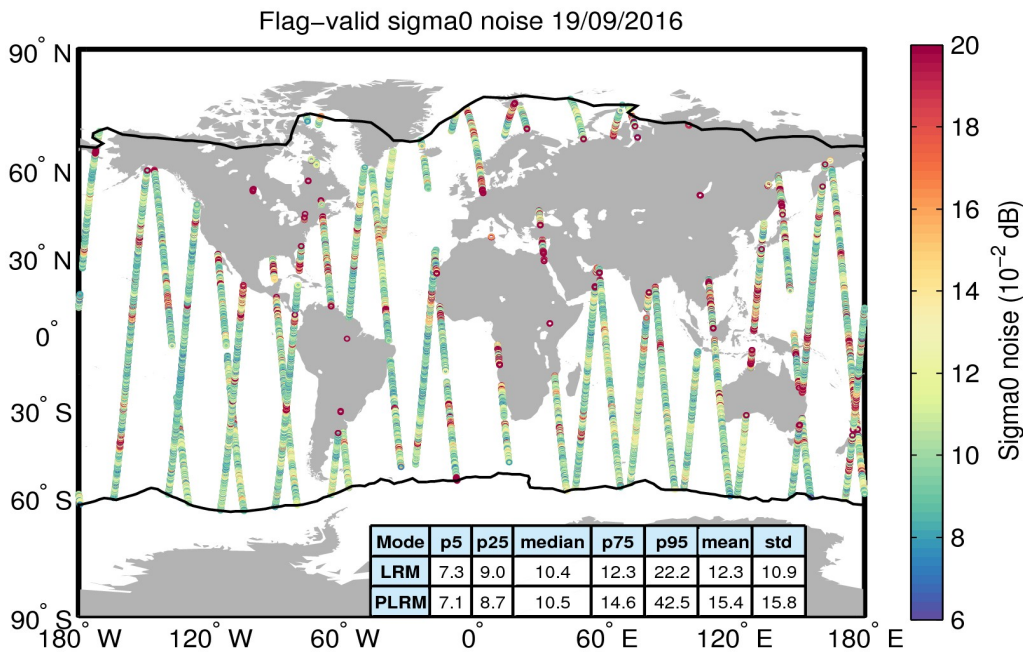 Flag−valid sigma0 noise 19/09/2016
90° N
60° N
30° N
0°
30° S
60° S
90° S
180° W
120° W
60° W
0°
60° E
120° E
180° E
Mode p5 p25 median p75 p95 mean std
LRM 7.3 9.0 10.4 12.3 22.2 12.3 10.9
PLRM 7.1 8.7 10.5 14.6 42.5 15.4 15.8
20
18
16
14
12
10
8
6
Sigma0 noise (10⁻² dB)